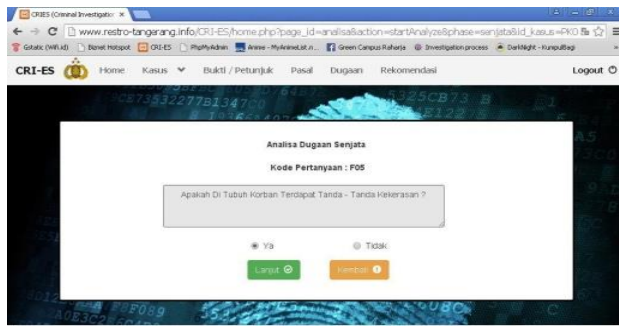 CRIES (Criminal Investigatio
www.restro-tangerang.info/CRI-ES/home.php?page_id=analisa&action=startAnalyze&phase=senjata&id_kasus=PK0
Gstatic (Wifi.id) Biznet Hotspot CRI-ES PhpMyAdmin Anime - MyAnimeList.n... Green Campus Raharja Investigation process DarkNight - KunpulBagi
CRI-ES Home Kasus Bukti / Petunjuk Pasal Dugaan Rekomendasi Logout
Analisa Dugaan Senjata
Kode Pertanyaan : F05
Apakah Di Tubuh Korban Terdapat Tanda - Tanda Kekerasan ?
Ya Tidak
Lanjut Kembali